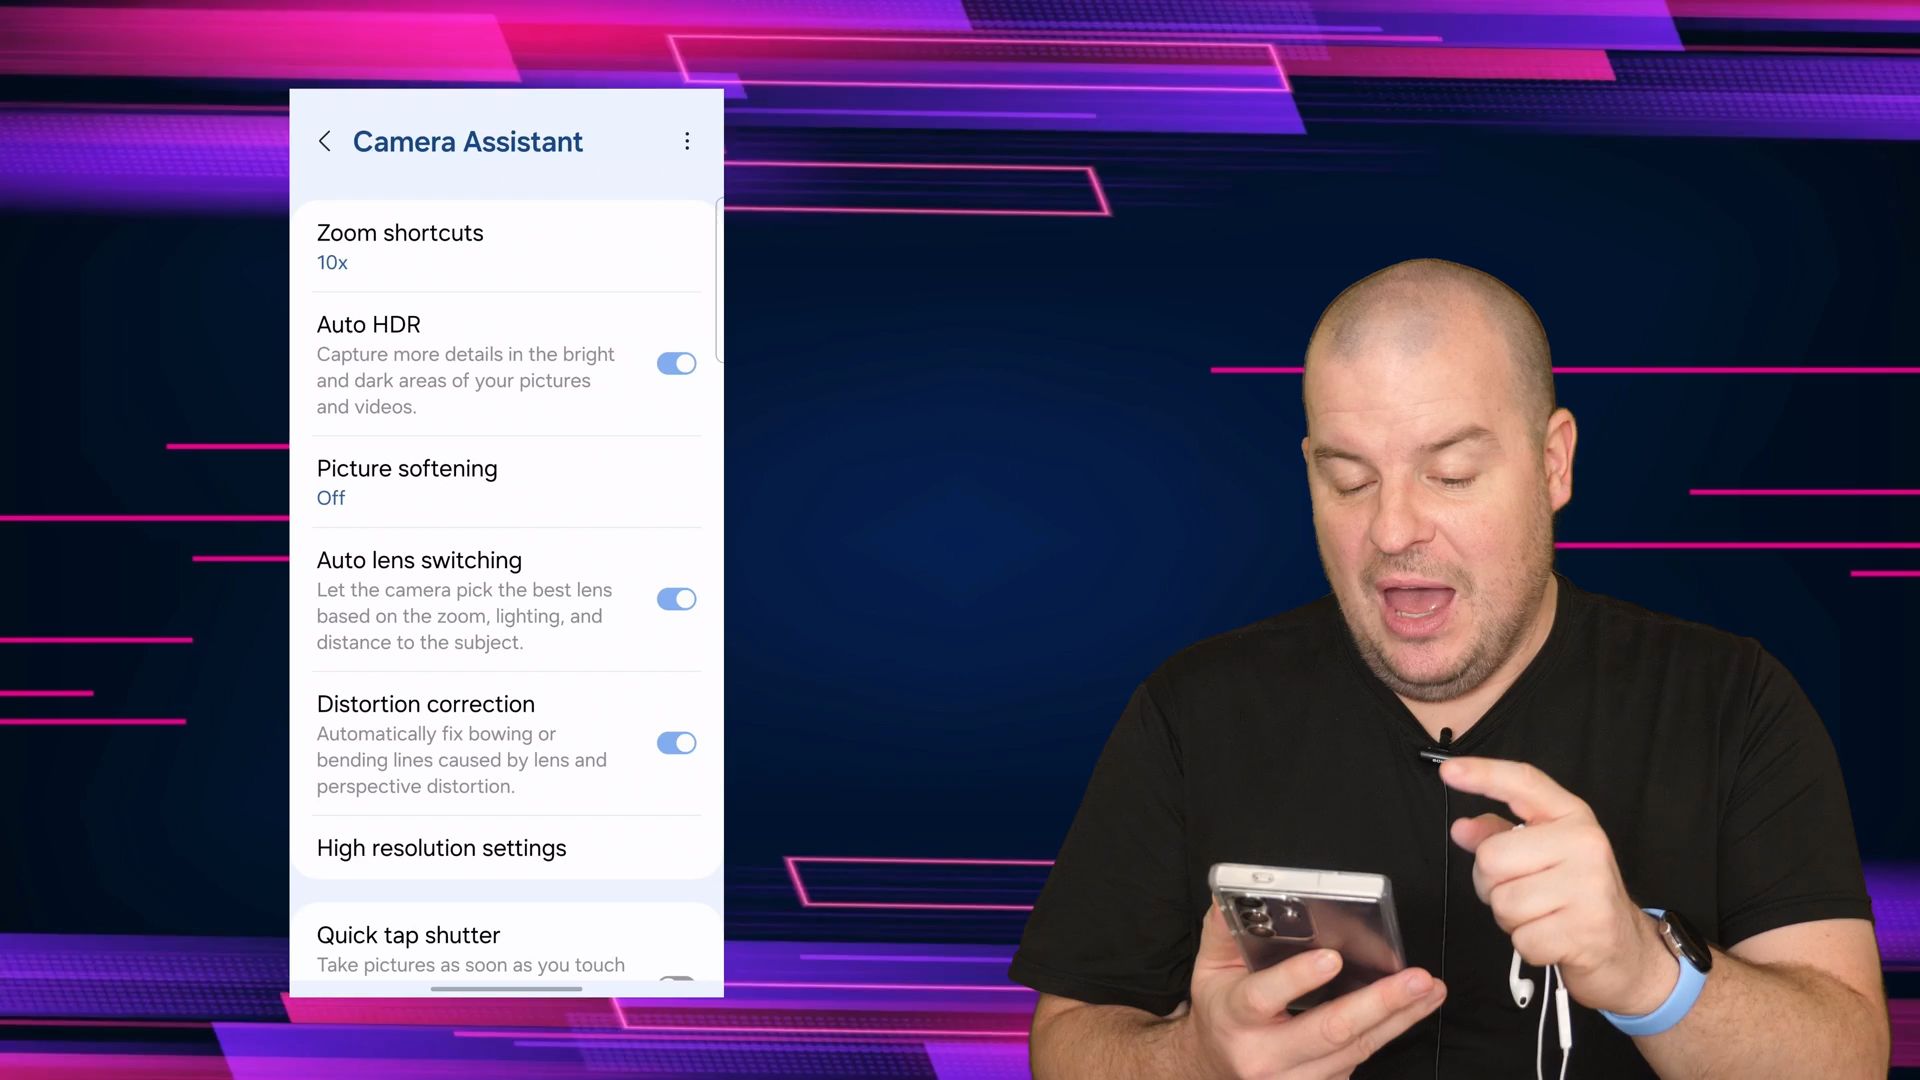 Camera Assistant
Zoom shortcuts
10x
Auto HDR
Capture more details in the bright
and dark areas of your pictures
and videos.
Picture softening
Off
Auto lens switching
Let the camera pick the best lens
based on the zoom, lighting, and
distance to the subject.
Distortion correction
Automatically fix bowing or
bending lines caused by lens and
perspective distortion.
High resolution settings
Quick tap shutter
Take pictures as soon as you touch